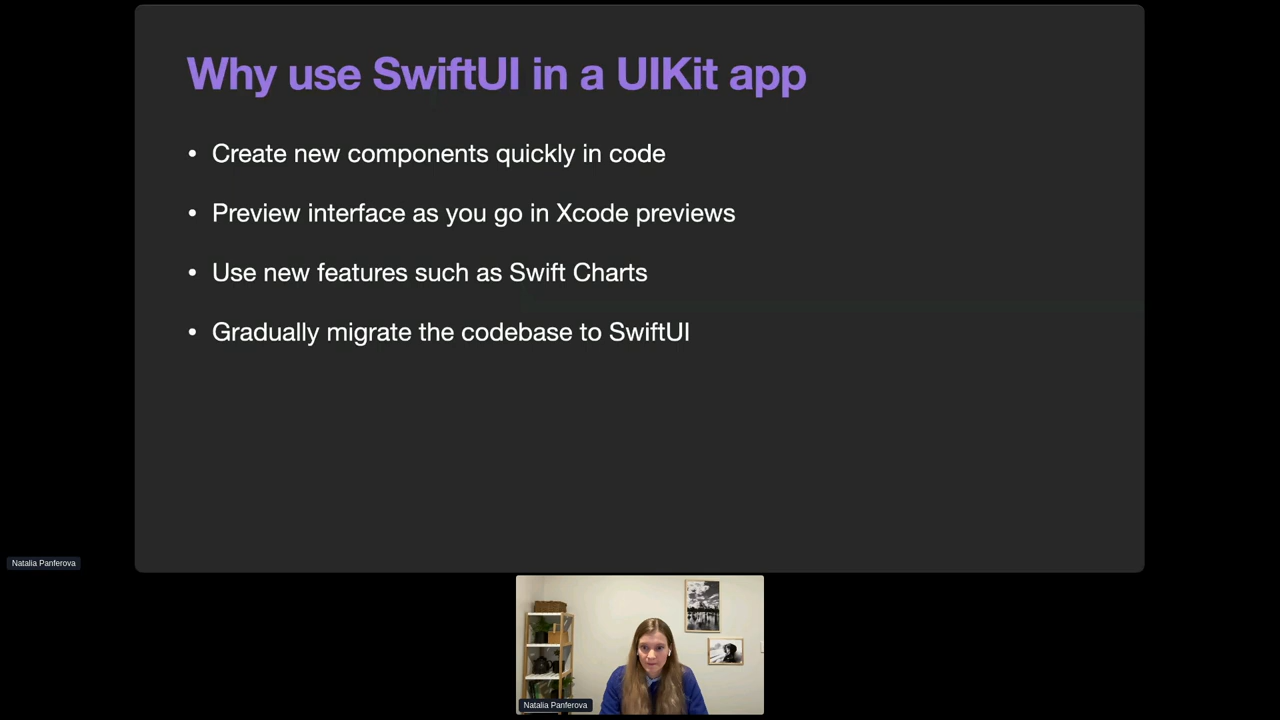 Why use SwiftUI in a UIKit app
• Create new components quickly in code
• Preview interface as you go in Xcode previews
• Use new features such as Swift Charts
• Gradually migrate the codebase to SwiftUI
Natalia Panferova
Natalia Panferova